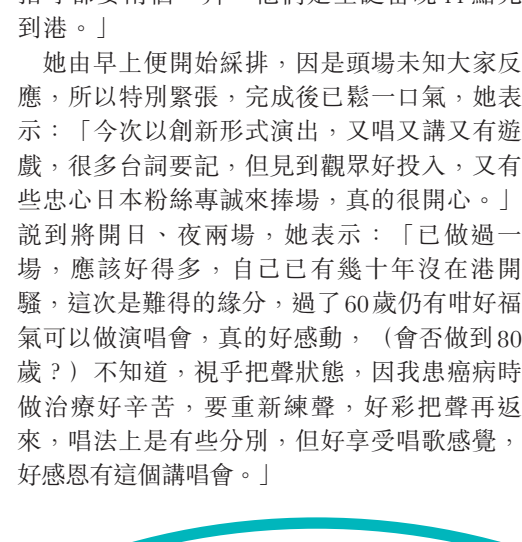 到港。」
她由早上便開始綵排，因是頭場未知大家反
應，所以特別緊張，完成後已鬆一口氣，她表
示：「今次以創新形式演出，又唱又講又有遊
戲，很多台詞要記，但見到觀眾好投入，又有
些忠心日本粉絲專誠來捧場，真的很開心。」
説到將開日、夜兩場，她表示：「已做過一
場，應該好得多，自己已有幾十年沒在港開
騷，這次是難得的緣分，過了60歲仍有咁好福
氣可以做演唱會，真的好感動，（會否做到80
歲？）不知道，視乎把聲狀態，因我患癌病時
做治療好辛苦，要重新練聲，好彩把聲再返
來，唱法上是有些分別，但好享受唱歌感覺，
好感恩有這個講唱會。」